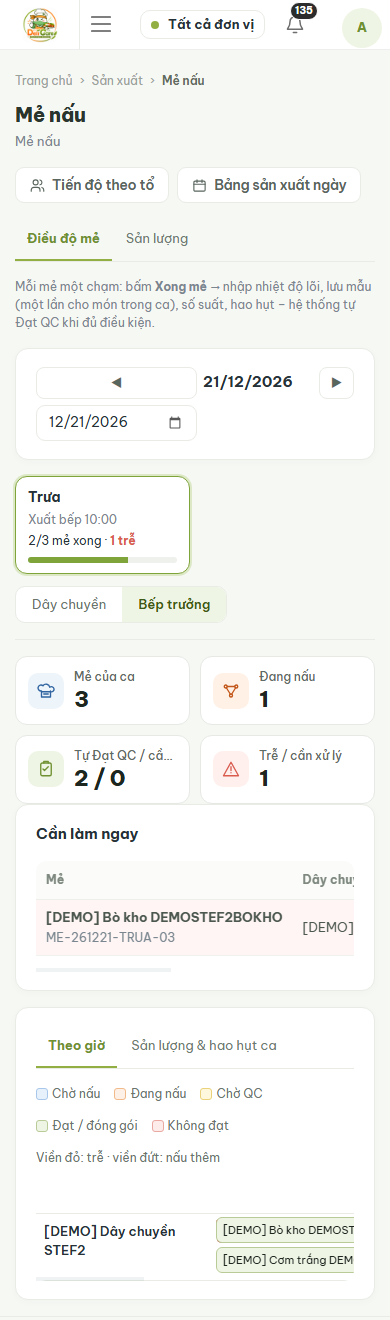 Tất cả đơn vị
135
A
Trang chủ › Sản xuất › Mẻ nấu
Mẻ nấu
Mẻ nấu
Tiến độ theo tổ
Bảng sản xuất ngày
Điều độ mẻ
Sản lượng
Mỗi mẻ một chạm: bấm Xong mẻ → nhập nhiệt độ lõi, lưu mẫu
(một lần cho món trong ca), số suất, hao hụt – hệ thống tự
Đạt QC khi đủ điều kiện.
◀ 21/12/2026 ▶
12/21/2026
Trưa
Xuất bếp 10:00
2/3 mẻ xong · 1 trễ
Dây chuyền
Bếp trưởng
Mẻ của ca
3
Đang nấu
1
Tự Đạt QC / cầ...
2 / 0
Trễ / cần xử lý
1
Cần làm ngay
Mẻ
Dây chuy
[DEMO] Bò kho DEMOSTEF2BOKHO
ME-261221-TRUA-03
[DEMO]
Theo giờ
Sản lượng & hao hụt ca
Chờ nấu
Đang nấu
Chờ QC
Đạt / đóng gói
Không đạt
Viền đỏ: trễ · viền đứt: nấu thêm
[DEMO] Dây chuyền
STEF2
[DEMO] Bò kho DEMOST
[DEMO] Cơm trắng DEM